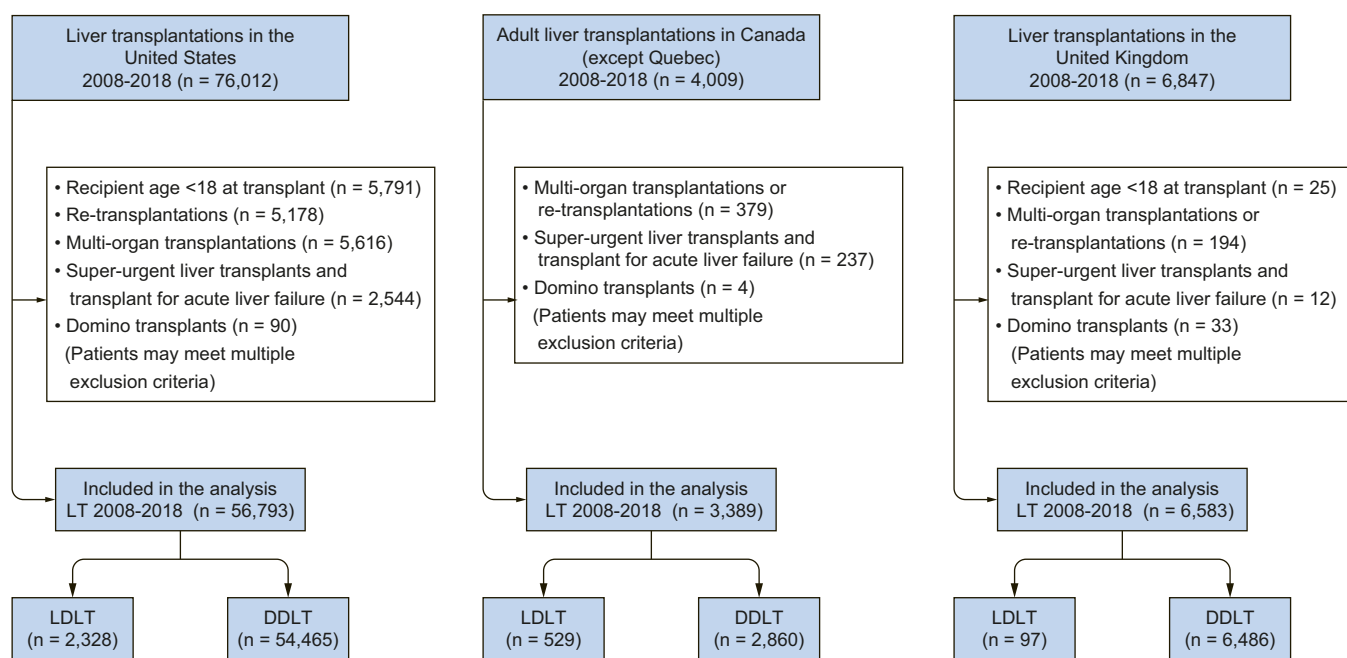 Liver transplantations in the
United States
2008-2018 (n = 76,012)
• Recipient age <18 at transplant (n = 5,791)
• Re-transplantations (n = 5,178)
• Multi-organ transplantations (n = 5,616)
• Super-urgent liver transplants and
transplant for acute liver failure (n = 2,544)
• Domino transplants (n = 90)
(Patients may meet multiple
exclusion criteria)
Included in the analysis
LT 2008-2018 (n = 56,793)
LDLT
(n = 2,328)
DDLT
(n = 54,465)
Adult liver transplantations in Canada
(except Quebec)
2008-2018 (n = 4,009)
• Multi-organ transplantations or
re-transplantations (n = 379)
• Super-urgent liver transplants and
transplant for acute liver failure (n = 237)
• Domino transplants (n = 4)
(Patients may meet multiple
exclusion criteria)
Included in the analysis
LT 2008-2018 (n = 3,389)
LDLT
(n = 529)
DDLT
(n = 2,860)
Liver transplantations in the
United Kingdom
2008-2018 (n = 6,847)
• Recipient age <18 at transplant (n = 25)
• Multi-organ transplantations or
re-transplantations (n = 194)
• Super-urgent liver transplants and
transplant for acute liver failure (n = 12)
• Domino transplants (n = 33)
(Patients may meet multiple
exclusion criteria)
Included in the analysis
LT 2008-2018 (n = 6,583)
LDLT
(n = 97)
DDLT
(n = 6,486)